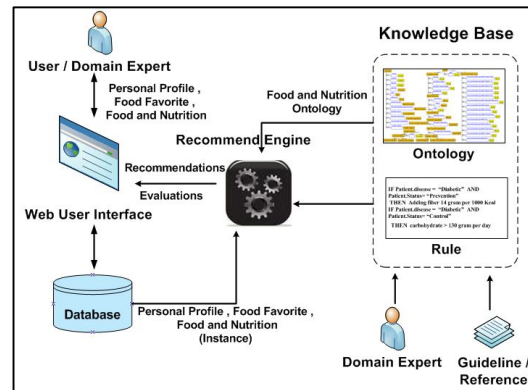 User / Domain Expert
Personal Profile ,
Food Favorite ,
Food and Nutrition
Web User Interface
Database
Personal Profile , Food Favorite ,
Food and Nutrition
(Instance)
Recommend Engine
Recommendations
Evaluations
Food and Nutrition
Ontology
Knowledge Base
Ontology
IF Patient.disease = “Diabetic” AND
Patient.Status= “Prevention”
THEN Adding fiber 14 gram per 1000 Kcal
IF Patient.disease = “Diabetic” AND
Patient.Status= “Control”
THEN carbohydrate > 130 gram per day
Rule
Domain Expert
Guideline /
Reference